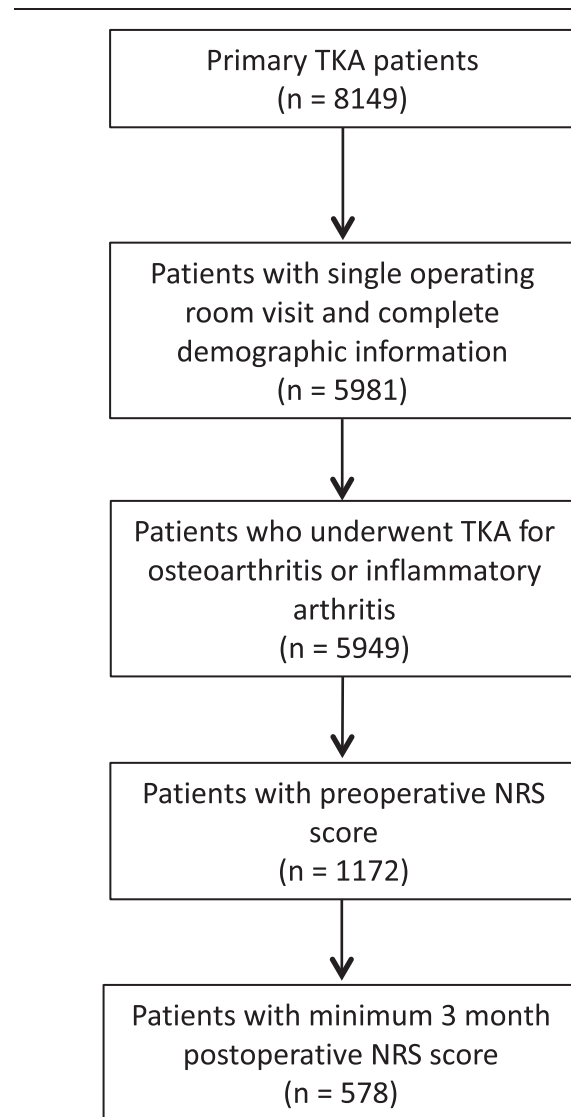 Primary TKA patients
(n = 8149)
Patients with single operating
room visit and complete
demographic information
(n = 5981)
Patients who underwent TKA for
osteoarthritis or inflammatory
arthritis
(n = 5949)
Patients with preoperative NRS
score
(n = 1172)
Patients with minimum 3 month
postoperative NRS score
(n = 578)